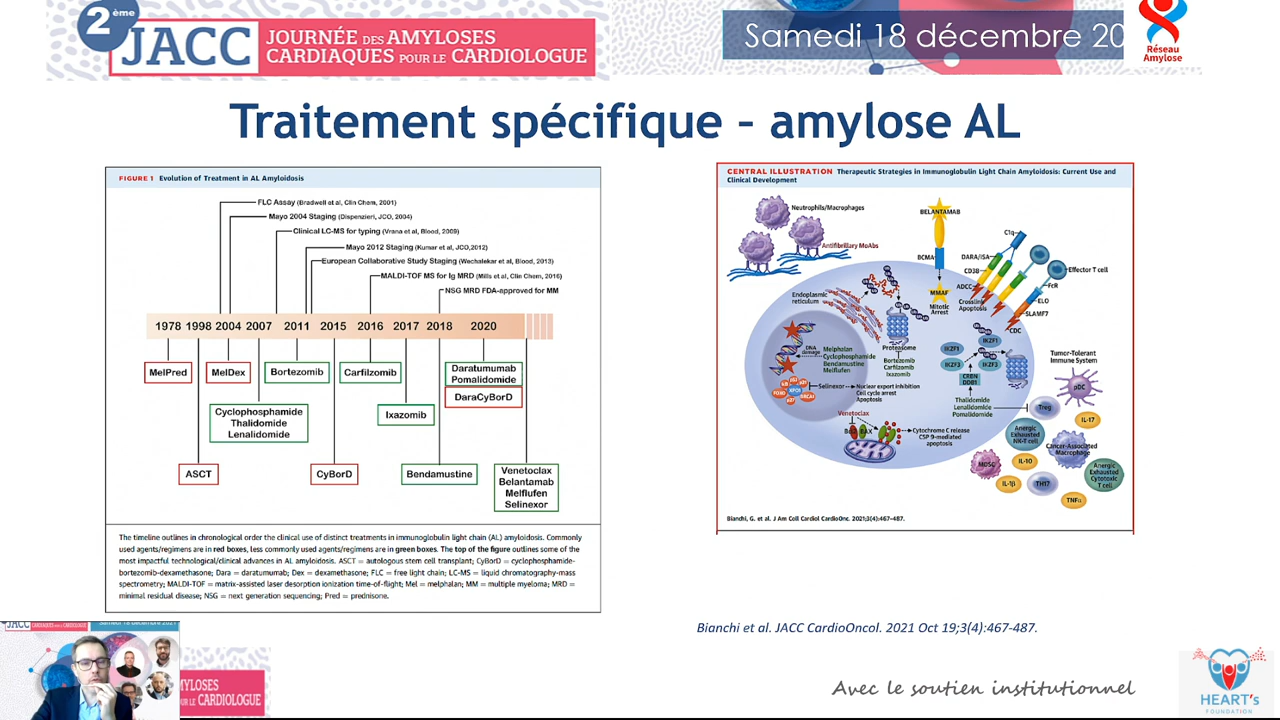 2ème
JACC
JOURNÉE DES AMYLOSES
CARDIAQUES POUR LE CARDIOLOGUE
Samedi 18 décembre 20
Réseau
Amylose
Traitement spécifique – amylose AL
FIGURE 1 Evolution of Treatment in AL Amyloidosis
FLC Assay (Bradwell et al, Clin Chem, 2001)
Mayo 2004 Staging (Dispenzieri, JCO, 2004)
Clinical LC-MS for typing (Vrana et al, Blood, 2009)
Mayo 2012 Staging (Kumar et al, JCO,2012)
European Collaborative Study Staging (Wechalekar et al, Blood, 2013)
MALDI-TOF MS for Ig MRD (Mills et al, Clin Chem, 2016)
NSG MRD FDA-approved for MM
1978 1998 2004 2007 2011 2015 2016 2017 2018 2020
MelPred
MelDex
Bortezomib
Carfilzomib
Daratumumab
Pomalidomide
DaraCyBorD
Cyclophosphamide
Thalidomide
Lenalidomide
Ixazomib
ASCT
CyBorD
Bendamustine
Venetoclax
Belantamab
Melflufen
Selinexor
The timeline outlines in chronological order the clinical use of distinct treatments in immunoglobulin light chain (AL) amyloidosis. Commonly
used agents/regimens are in red boxes, less commonly used agents/regimens are in green boxes. The top of the figure outlines some of the
most impactful technological/clinical advances in AL amyloidosis. ASCT = autologous stem cell transplant; CyBorD = cyclophosphamide-
bortezomib-dexamethasone; Dara = daratumumab; Dex = dexamethasone; FLC = free light chain; LC-MS = liquid chromatography-mass
spectrometry; MALDI-TOF = matrix-assisted laser desorption ionization time-of-flight; Mel = melphalan; MM = multiple myeloma; MRD =
minimal residual disease; NSG = next generation sequencing; Pred = prednisone.
CENTRAL ILLUSTRATION Therapeutic Strategies in Immunoglobulin Light Chain Amyloidosis: Current Use and
Clinical Development
Neutrophils/Macrophages
Antifibrillary MoAbs
BELANTAMAB
BCMA
MMAF
Mitotic
Arrest
C1q
DARA/ISA
CD38
ADCC
Crosslink
Apoptosis
Effector T cell
FcR
ELO
SLAMF7
CDC
Endoplasmic
reticulum
DNA
damage
Melphalan
Cyclophosphamide
Bendamustine
Melflufen
Proteasome
Bortezomib
Carfilzomib
Ixazomib
IKZF1
IKZF3
IKZF1
IKZF3
CRBN
DDB1
Thalidomide
Lenalidomide
Pomalidomide
Selinexor
Nuclear export inhibition
Cell cycle arrest
Apoptosis
Venetoclax
BAX
Cytochrome C release
CSP 9-mediated
apoptosis
Tumor-Tolerant
Immune System
pDC
Treg
IL-17
Anergic
Exhausted
NK-T cell
Cancer-Associated
Macrophage
MDSC
IL-10
IL-1β
TH17
Anergic
Exhausted
Cytotoxic
T cell
TNFα
Bianchi, G. et al. J Am Cell Cardiol CardioOnc. 2021;3(4):467–487.
Bianchi et al. JACC CardioOncol. 2021 Oct 19;3(4):467-487.
Avec le soutien institutionnel
HEART's
FOUNDATION
JACC
MYLOSES
LE CARDIOLOGUE